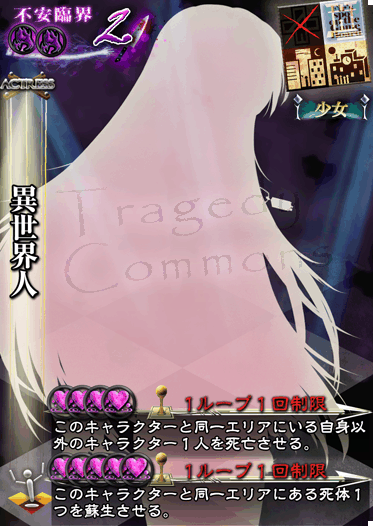 不安臨界
2
ACTRESS
少女
異世界人
Tragedy
Commons
1ループ1回制限
このキャラクターと同一エリアにいる自身以
外のキャラクター1人を死亡させる。
1ループ1回制限
このキャラクターと同一エリアにある死体1
つを蘇生させる。